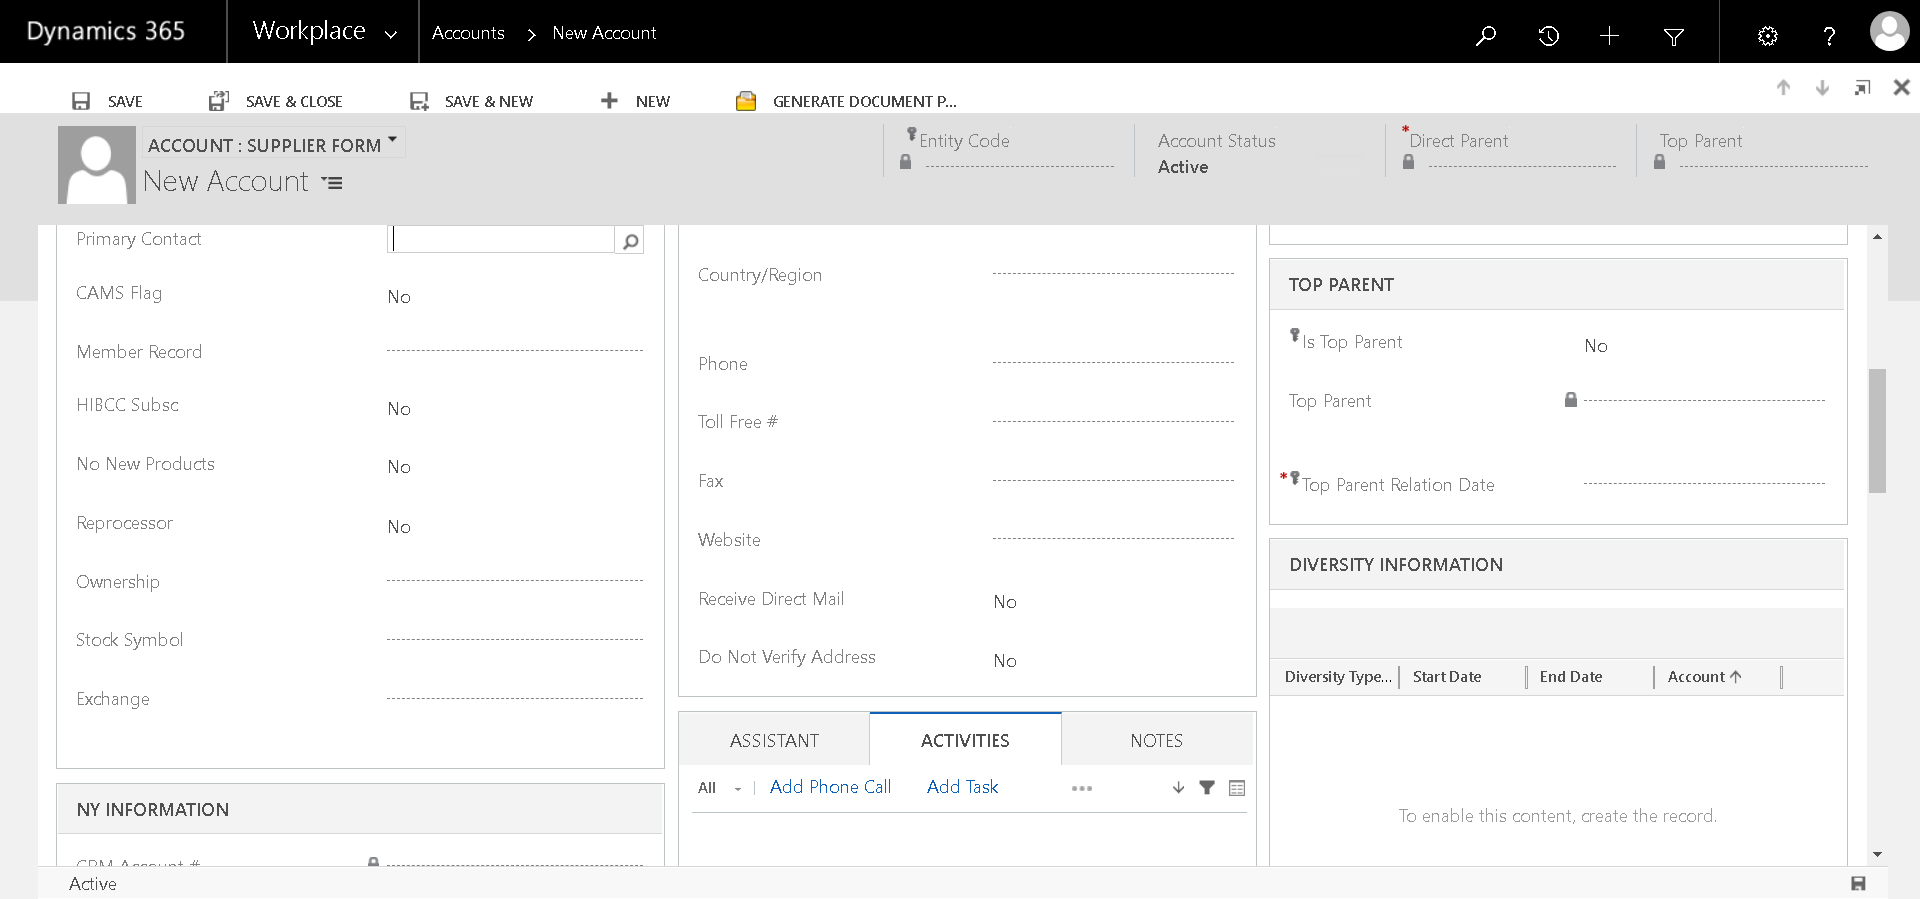 Dynamics 365
Workplace
Accounts > New Account
SAVE
SAVE & CLOSE
SAVE & NEW
NEW
GENERATE DOCUMENT P...
ACCOUNT : SUPPLIER FORM
New Account
Entity Code
Account Status
Active
*Direct Parent
Top Parent
Primary Contact
CAMS Flag No
Member Record
HIBCC Subsc No
No New Products No
Reprocessor No
Ownership
Stock Symbol
Exchange
NY INFORMATION
CRM Account #
Country/Region
Phone
Toll Free #
Fax
Website
Receive Direct Mail No
Do Not Verify Address No
ASSISTANT
ACTIVITIES
NOTES
All
Add Phone Call
Add Task
TOP PARENT
Is Top Parent No
Top Parent
*Top Parent Relation Date
DIVERSITY INFORMATION
Diversity Type...
Start Date
End Date
Account
To enable this content, create the record.
Active